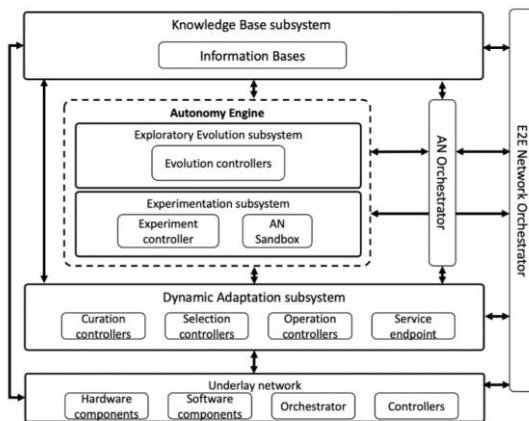 Knowledge Base subsystem
Information Bases
Autonomy Engine
Exploratory Evolution subsystem
Evolution controllers
Experimentation subsystem
Experiment
controller
AN
Sandbox
AN Orchestrator
E2E Network Orchestrator
Dynamic Adaptation subsystem
Curation
controllers
Selection
controllers
Operation
controllers
Service
endpoint
Underlay network
Hardware
components
Software
components
Orchestrator
Controllers